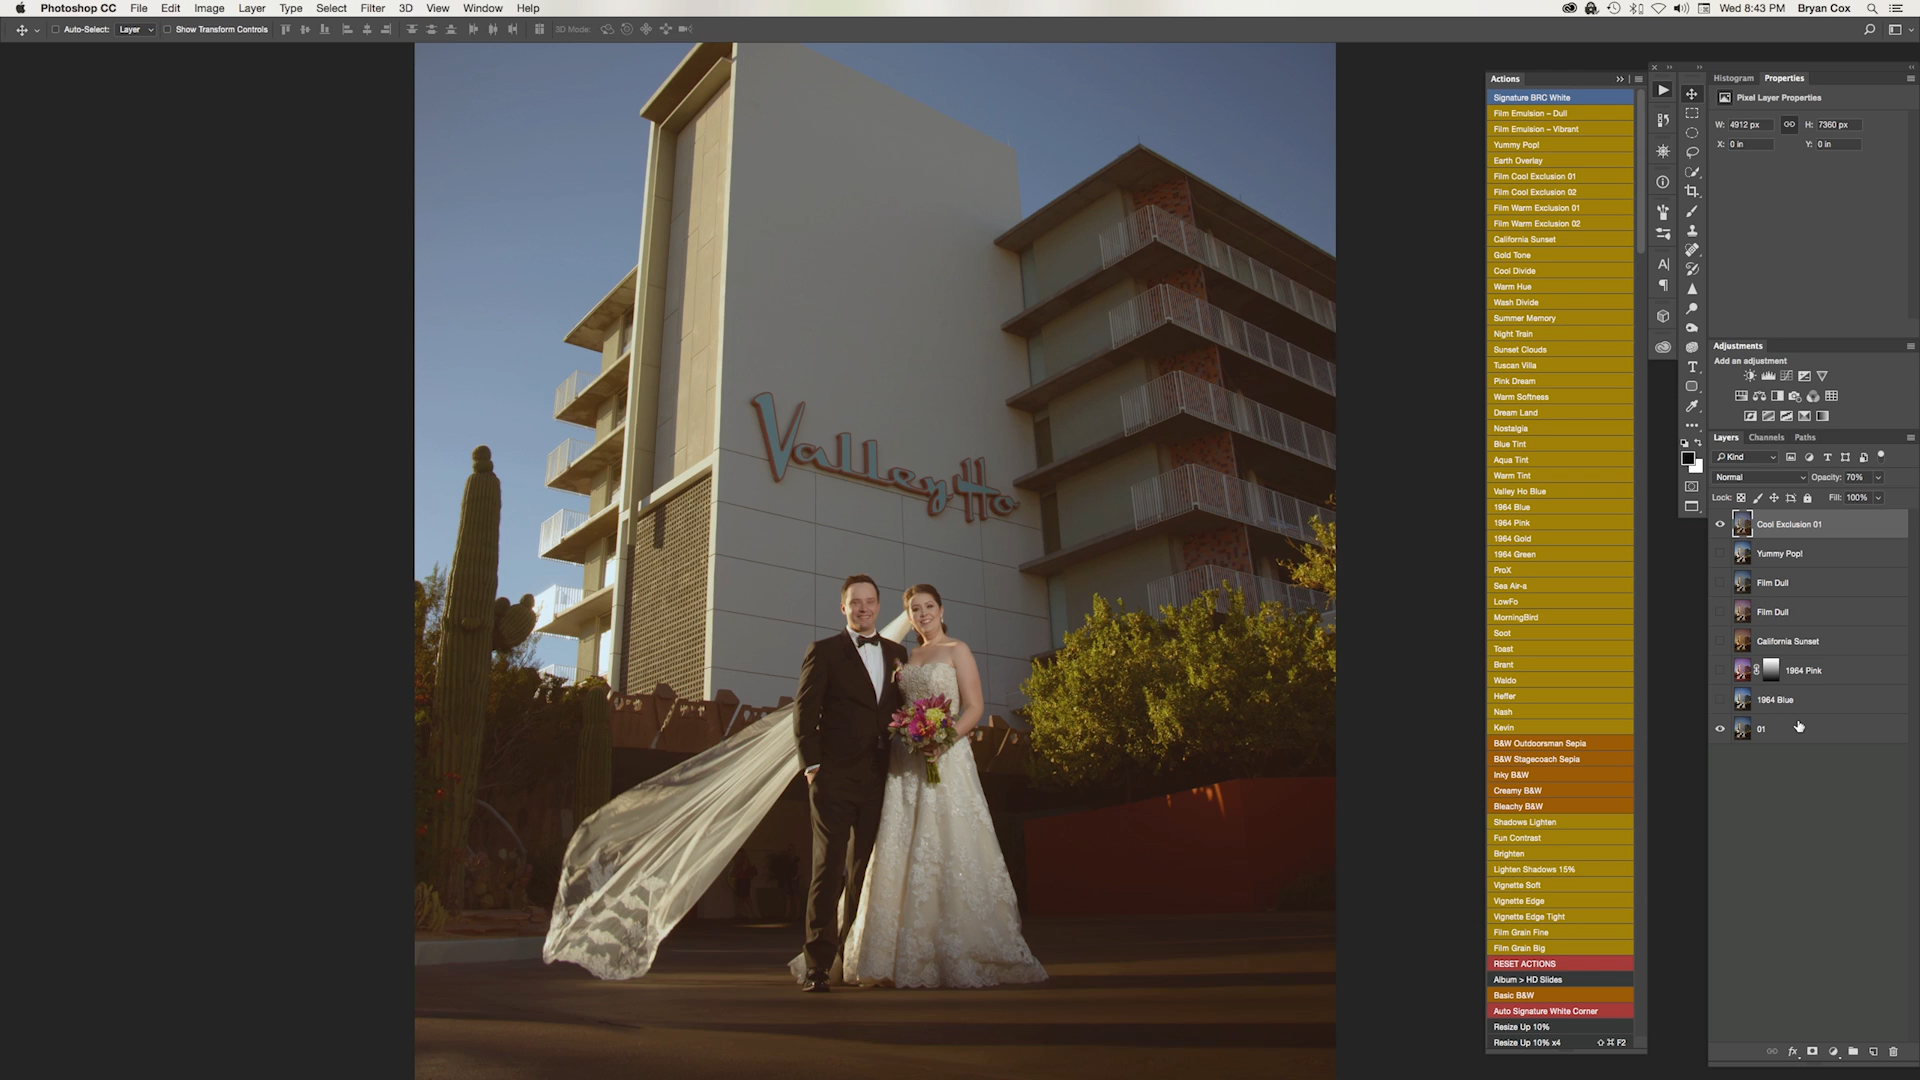 Photoshop CC File Edit Image Layer Type Select Filter 3D View Window Help Wed 8:43 PM Bryan Cox
Auto-Select: Layer Show Transform Controls 3D Mode:
Valley Ho
Actions
Signature BRC White
Film Emulsion – Dull
Film Emulsion – Vibrant
Yummy Pop!
Earth Overlay
Film Cool Exclusion 01
Film Cool Exclusion 02
Film Warm Exclusion 01
Film Warm Exclusion 02
California Sunset
Gold Tone
Cool Divide
Warm Hue
Wash Divide
Summer Memory
Night Train
Sunset Clouds
Tuscan Villa
Pink Dream
Warm Softness
Dream Land
Nostalgia
Blue Tint
Aqua Tint
Warm Tint
Valley Ho Blue
1964 Blue
1964 Pink
1964 Gold
1964 Green
ProX
Sea Air-a
LowFo
MorningBird
Soot
Toast
Brant
Waldo
Heffer
Nash
Kevin
B&W Outdoorsman Sepia
B&W Stagecoach Sepia
Inky B&W
Creamy B&W
Bleachy B&W
Shadows Lighten
Fun Contrast
Brighten
Lighten Shadows 15%
Vignette Soft
Vignette Edge
Vignette Edge Tight
Film Grain Fine
Film Grain Big
RESET ACTIONS
Album > HD Slides
Basic B&W
Auto Signature White Corner
Resize Up 10%
Resize Up 10% x4 ⇧⌘F2
Histogram Properties
Pixel Layer Properties
W: 4912 px H: 7360 px
X: 0 in Y: 0 in
Adjustments
Add an adjustment
Layers Channels Paths
Kind
Normal Opacity: 70%
Lock: Fill: 100%
Cool Exclusion 01
Yummy Pop!
Film Dull
Film Dull
California Sunset
1964 Pink
1964 Blue
01